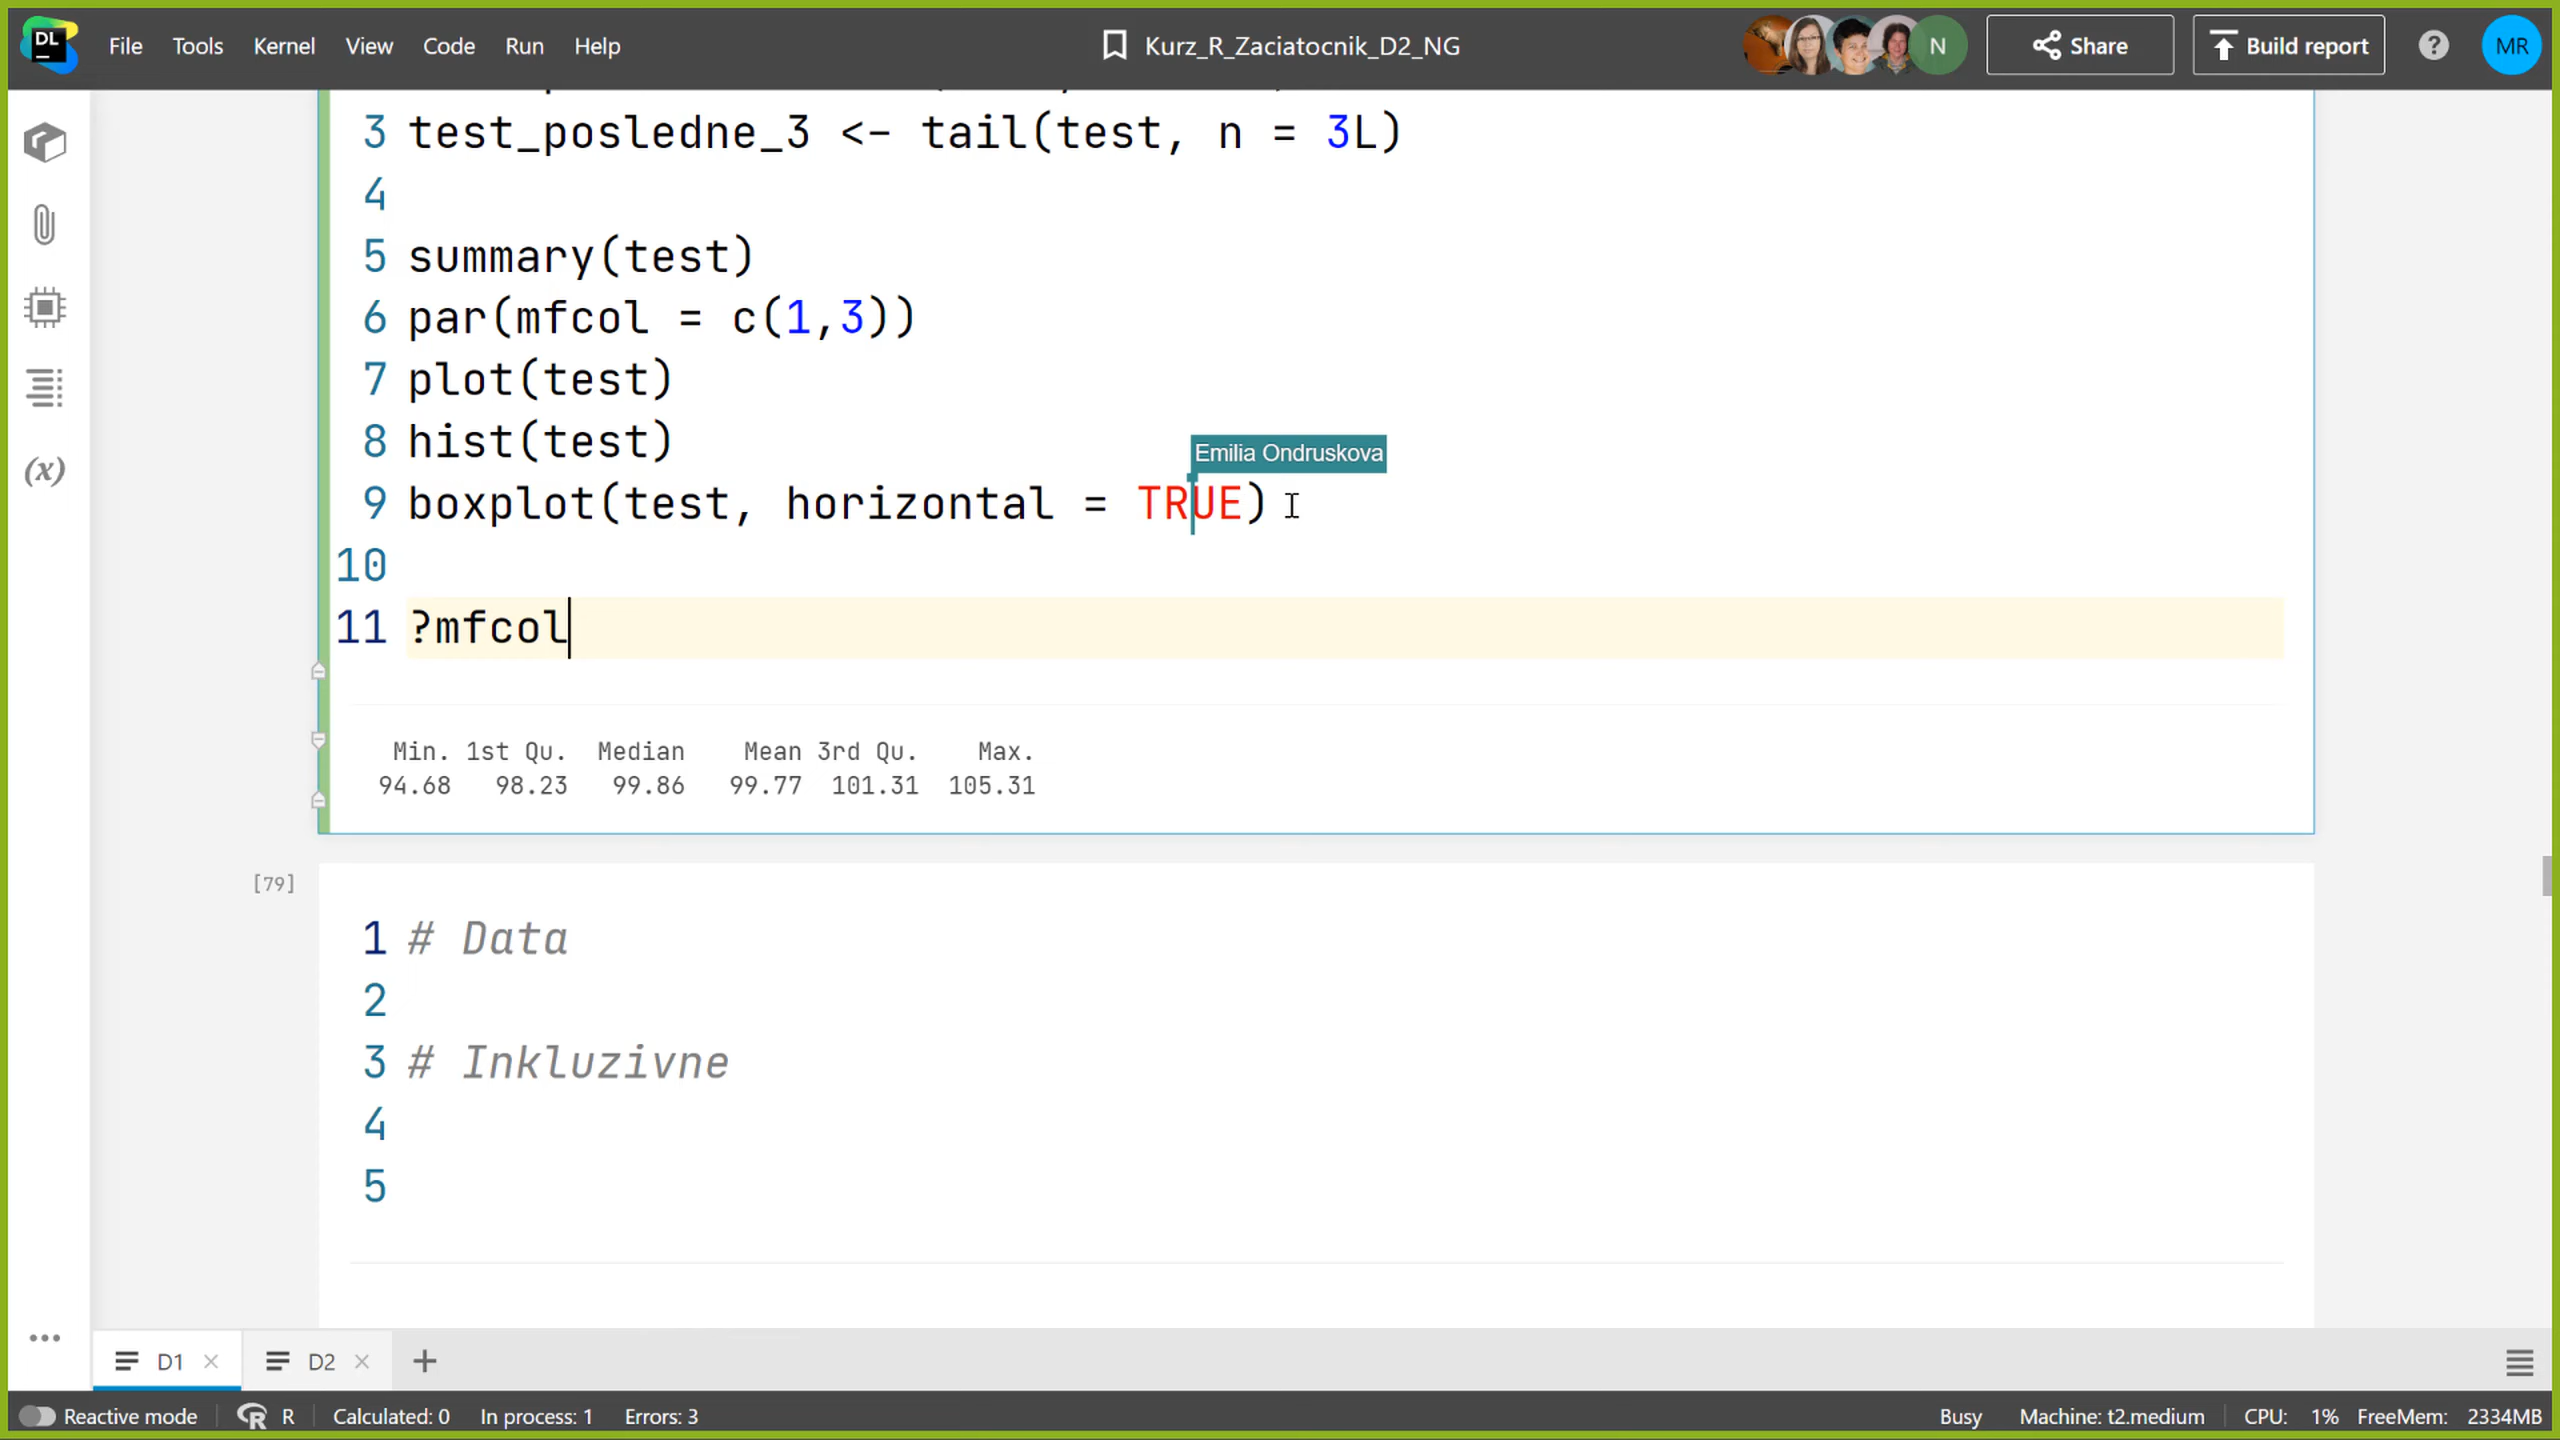 DL
File Tools Kernel View Code Run Help
Kurz_R_Zaciatocnik_D2_NG
N
Share
Build report
?
MR
3 test_posledne_3 <- tail(test, n = 3L)
4
5 summary(test)
6 par(mfcol = c(1,3))
7 plot(test)
8 hist(test)
Emilia Ondruskova
9 boxplot(test, horizontal = TRUE)
10
11 ?mfcol
(x)
Min. 1st Qu. Median Mean 3rd Qu. Max.
94.68 98.23 99.86 99.77 101.31 105.31
[79]
1 # Data
2
3 # Inkluzivne
4
5
D1 D2
Reactive mode R Calculated: 0 In process: 1 Errors: 3 Busy Machine: t2.medium CPU: 1% FreeMem: 2334MB